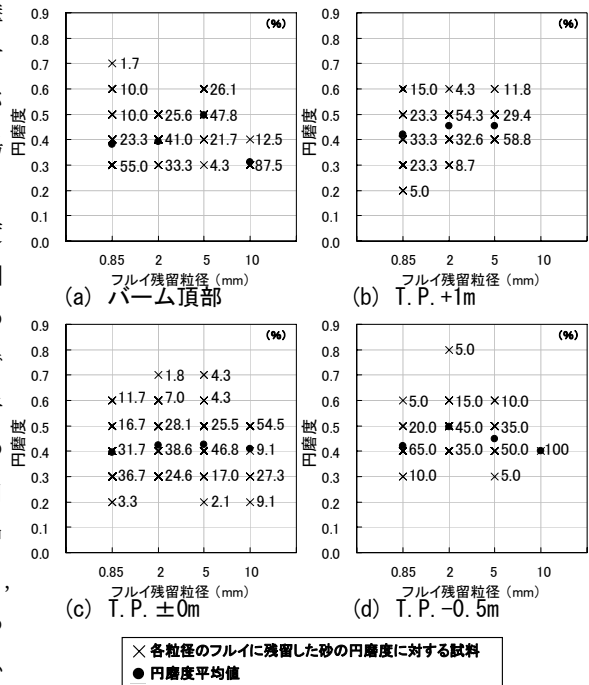 (%)
0.9
0.8
0.7
0.6
0.5
0.4
0.3
0.2
0.1
0.0
円磨度
1.7
10.0 26.1
10.0 25.6 47.8
23.3 41.0 21.7 12.5
55.0 33.3 4.3 87.5
0.85 2 5 10
フルイ残留粒径（mm）
(a) バーム頂部
(%)
0.9
0.8
0.7
0.6
0.5
0.4
0.3
0.2
0.1
0.0
円磨度
15.0 4.3 11.8
23.3 54.3 29.4
33.3 32.6 58.8
23.3 8.7
5.0
0.85 2 5 10
フルイ残留粒径（mm）
(b) T.P.+1m
(%)
0.9
0.8
0.7
0.6
0.5
0.4
0.3
0.2
0.1
0.0
円磨度
1.8 4.3
11.7 7.0 4.3
16.7 28.1 25.5 54.5
31.7 38.6 46.8 9.1
36.7 24.6 17.0 27.3
3.3 2.1 9.1
0.85 2 5 10
フルイ残留粒径（mm）
(c) T.P.±0m
(%)
0.9
0.8
0.7
0.6
0.5
0.4
0.3
0.2
0.1
0.0
円磨度
5.0
5.0 15.0 10.0
20.0 45.0 35.0
65.0 35.0 50.0 100
10.0 5.0
0.85 2 5 10
フルイ残留粒径（mm）
(d) T.P.-0.5m
× 各粒径のフルイに残留した砂の円磨度に対する試料
● 円磨度平均値